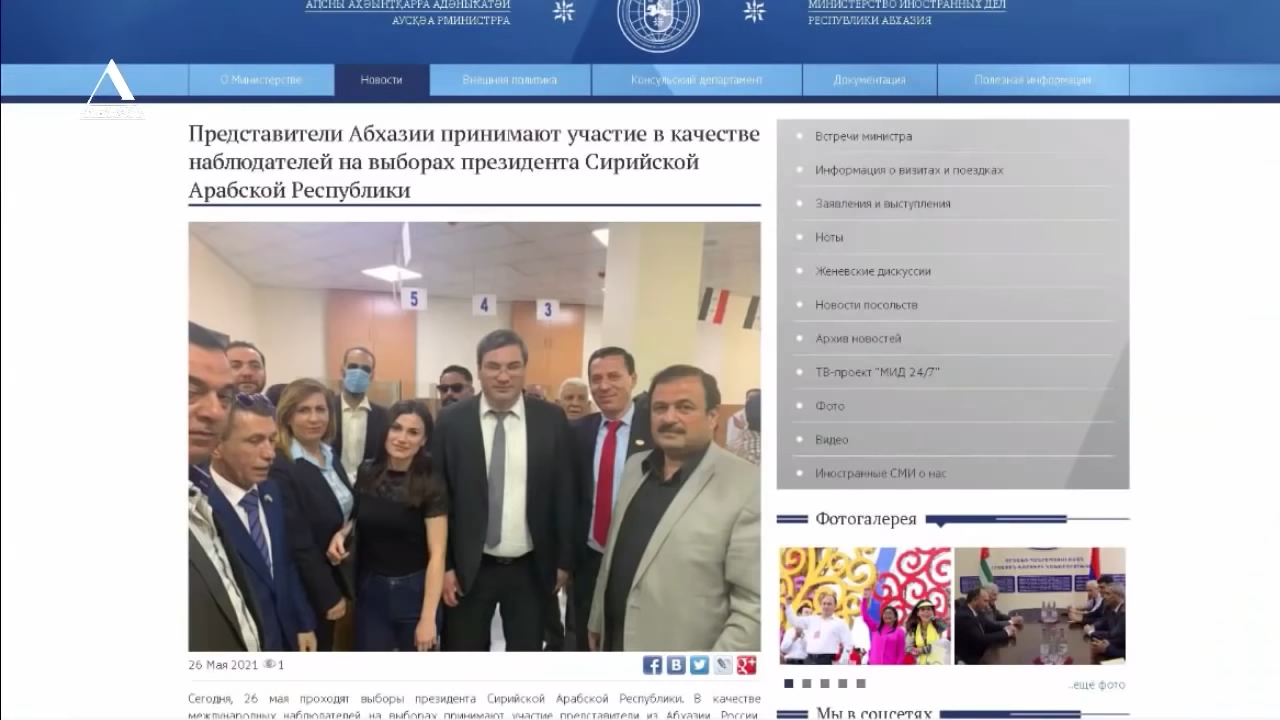 АԤСНЫ АҲӘЫНҬҚАРРА АДӘНЫҞАТӘИ
АУСҚӘА РМИНИСТРРА
МИНИСТЕРСТВО ИНОСТРАННЫХ ДЕЛ
РЕСПУБЛИКИ АБХАЗИЯ
О Министерстве
Новости
Внешняя политика
Консульский департамент
Документация
Полезная информация
Представители Абхазии принимают участие в качестве
наблюдателей на выборах президента Сирийской
Арабской Республики
5
4
3
26 Мая 2021 1
Сегодня, 26 мая проходят выборы президента Сирийской Арабской Республики. В качестве
международных наблюдателей на выборах принимают участие представители из Абхазии, России,
Встречи министра
Информация о визитах и поездках
Заявления и выступления
Ноты
Женевские дискуссии
Новости посольств
Архив новостей
ТВ-проект "МИД 24/7"
Фото
Видео
Иностранные СМИ о нас
Фотогалерея
..еще фото
Мы в соцсетях